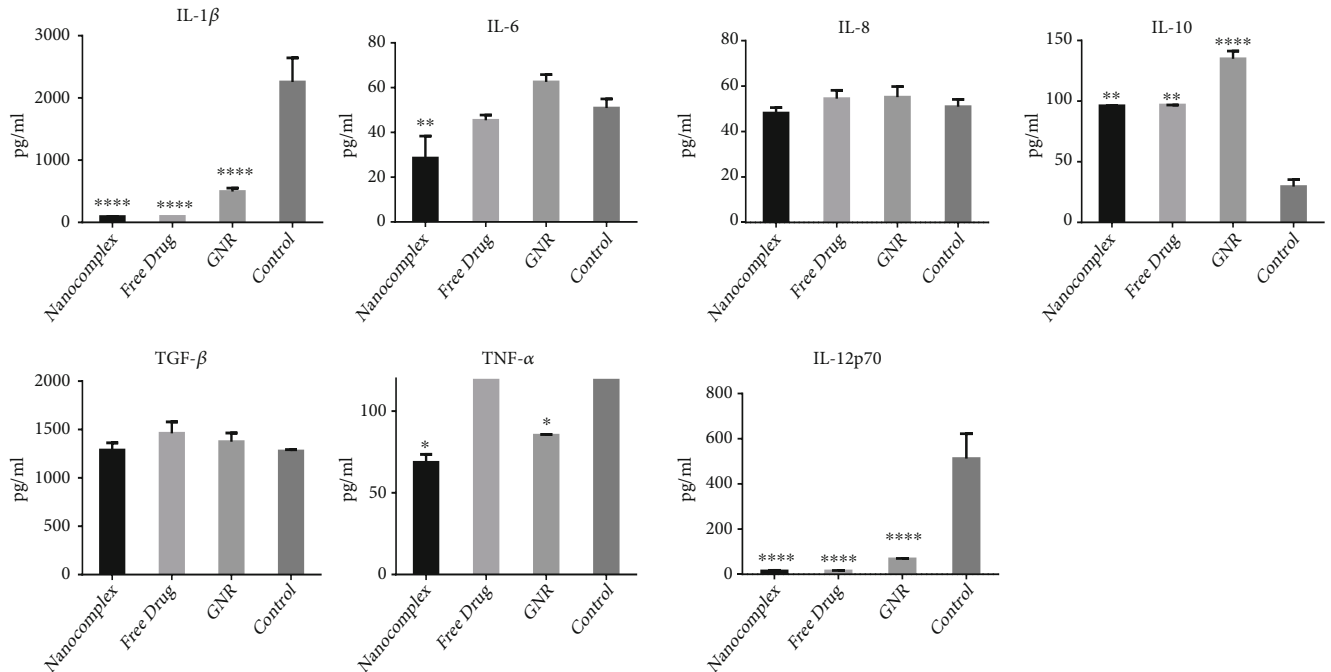 IL-1β
3000
2000
1000
0
pg/ml
****
****
****
Nanocomplex
Free Drug
GNR
Control
IL-6
80
60
40
20
0
pg/ml
**
Nanocomplex
Free Drug
GNR
Control
IL-8
80
60
40
20
0
pg/ml
Nanocomplex
Free Drug
GNR
Control
IL-10
150
100
50
0
pg/ml
**
**
****
Nanocomplex
Free Drug
GNR
Control
TGF-β
2000
1500
1000
500
0
pg/ml
Nanocomplex
Free Drug
GNR
Control
TNF-α
100
50
0
pg/ml
*
*
Nanocomplex
Free Drug
GNR
Control
IL-12p70
800
600
400
200
0
pg/ml
****
****
****
Nanocomplex
Free Drug
GNR
Control